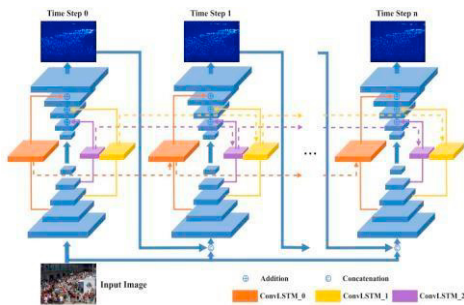 Time Step 0 Time Step 1 Time Step n
...
Input Image
⊕ Addition © Concatenation
ConvLSTM_0 ConvLSTM_1 ConvLSTM_2